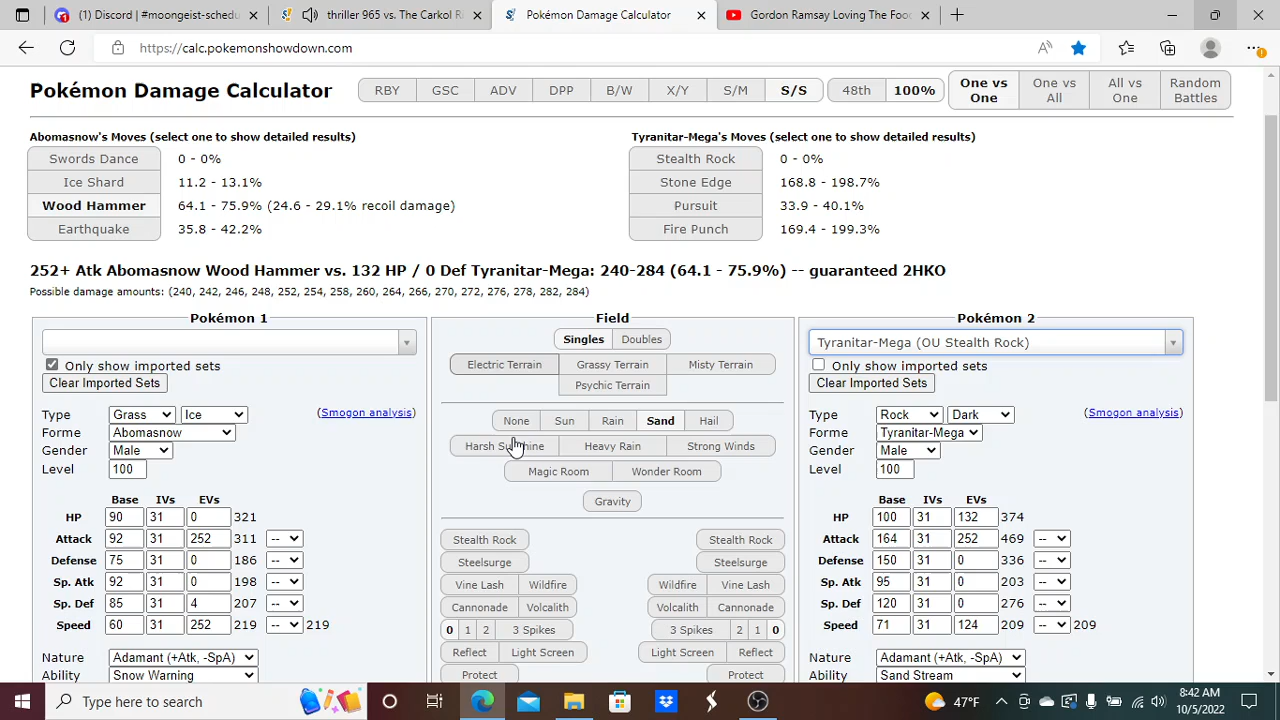 Discord | #moongeist-schedu
thriller 965 vs. The Carkol R
Pokémon Damage Calculator
Gordon Ramsay Loving The Food
https://calc.pokemonshowdown.com
Pokémon Damage Calculator
RBY GSC ADV DPP B/W X/Y S/M S/S 48th 100%
One vs One
One vs All
All vs One
Random Battles
Abomasnow's Moves (select one to show detailed results)
Tyranitar-Mega's Moves (select one to show detailed results)
Swords Dance 0 - 0% Stealth Rock 0 - 0%
Ice Shard 11.2 - 13.1% Stone Edge 168.8 - 198.7%
Wood Hammer 64.1 - 75.9% (24.6 - 29.1% recoil damage) Pursuit 33.9 - 40.1%
Earthquake 35.8 - 42.2% Fire Punch 169.4 - 199.3%
252+ Atk Abomasnow Wood Hammer vs. 132 HP / 0 Def Tyranitar-Mega: 240-284 (64.1 - 75.9%) -- guaranteed 2HKO
Possible damage amounts: (240, 242, 246, 248, 252, 254, 258, 260, 264, 266, 270, 272, 276, 278, 282, 284)
Pokémon 1
Only show imported sets
Clear Imported Sets
Type Grass Ice (Smogon analysis)
Forme Abomasnow
Gender Male
Level 100
Base IVs EVs
HP 90 31 0 321
Attack 92 31 252 311 --
Defense 75 31 0 186 --
Sp. Atk 92 31 0 198 --
Sp. Def 85 31 4 207 --
Speed 60 31 252 219 -- 219
Nature Adamant (+Atk, -SpA)
Ability Snow Warning
Field
Singles Doubles
Electric Terrain Grassy Terrain Misty Terrain
Psychic Terrain
None Sun Rain Sand Hail
Harsh Sunshine Heavy Rain Strong Winds
Magic Room Wonder Room
Gravity
Stealth Rock Stealth Rock
Steelsurge Steelsurge
Vine Lash Wildfire Wildfire Vine Lash
Cannonade Volcalith Volcalith Cannonade
0 1 2 3 Spikes 3 Spikes 2 1 0
Reflect Light Screen Light Screen Reflect
Protect Protect
Pokémon 2
Tyranitar-Mega (OU Stealth Rock)
Only show imported sets
Clear Imported Sets
Type Rock Dark (Smogon analysis)
Forme Tyranitar-Mega
Gender Male
Level 100
Base IVs EVs
HP 100 31 132 374
Attack 164 31 252 469 --
Defense 150 31 0 336 --
Sp. Atk 95 31 0 203 --
Sp. Def 120 31 0 276 --
Speed 71 31 124 209 -- 209
Nature Adamant (+Atk, -SpA)
Ability Sand Stream
Type here to search
47°F
8:42 AM
10/5/2022